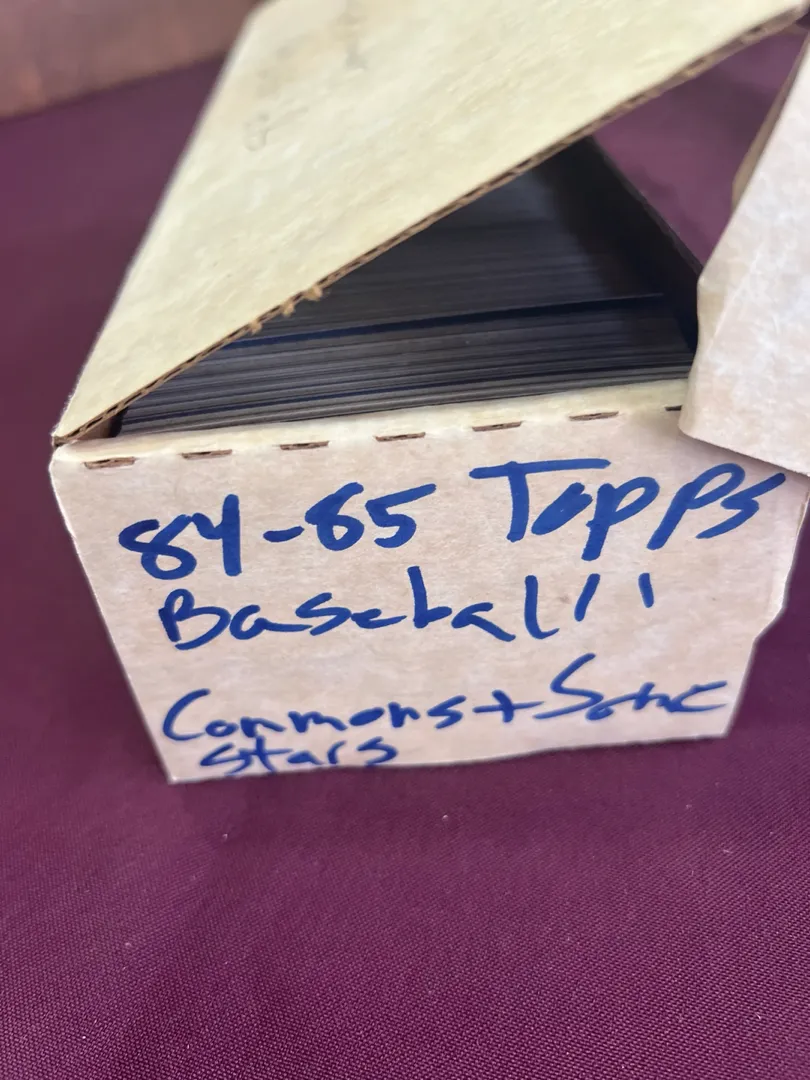 84-85 Topps
Baseball
Commons + Some
stars